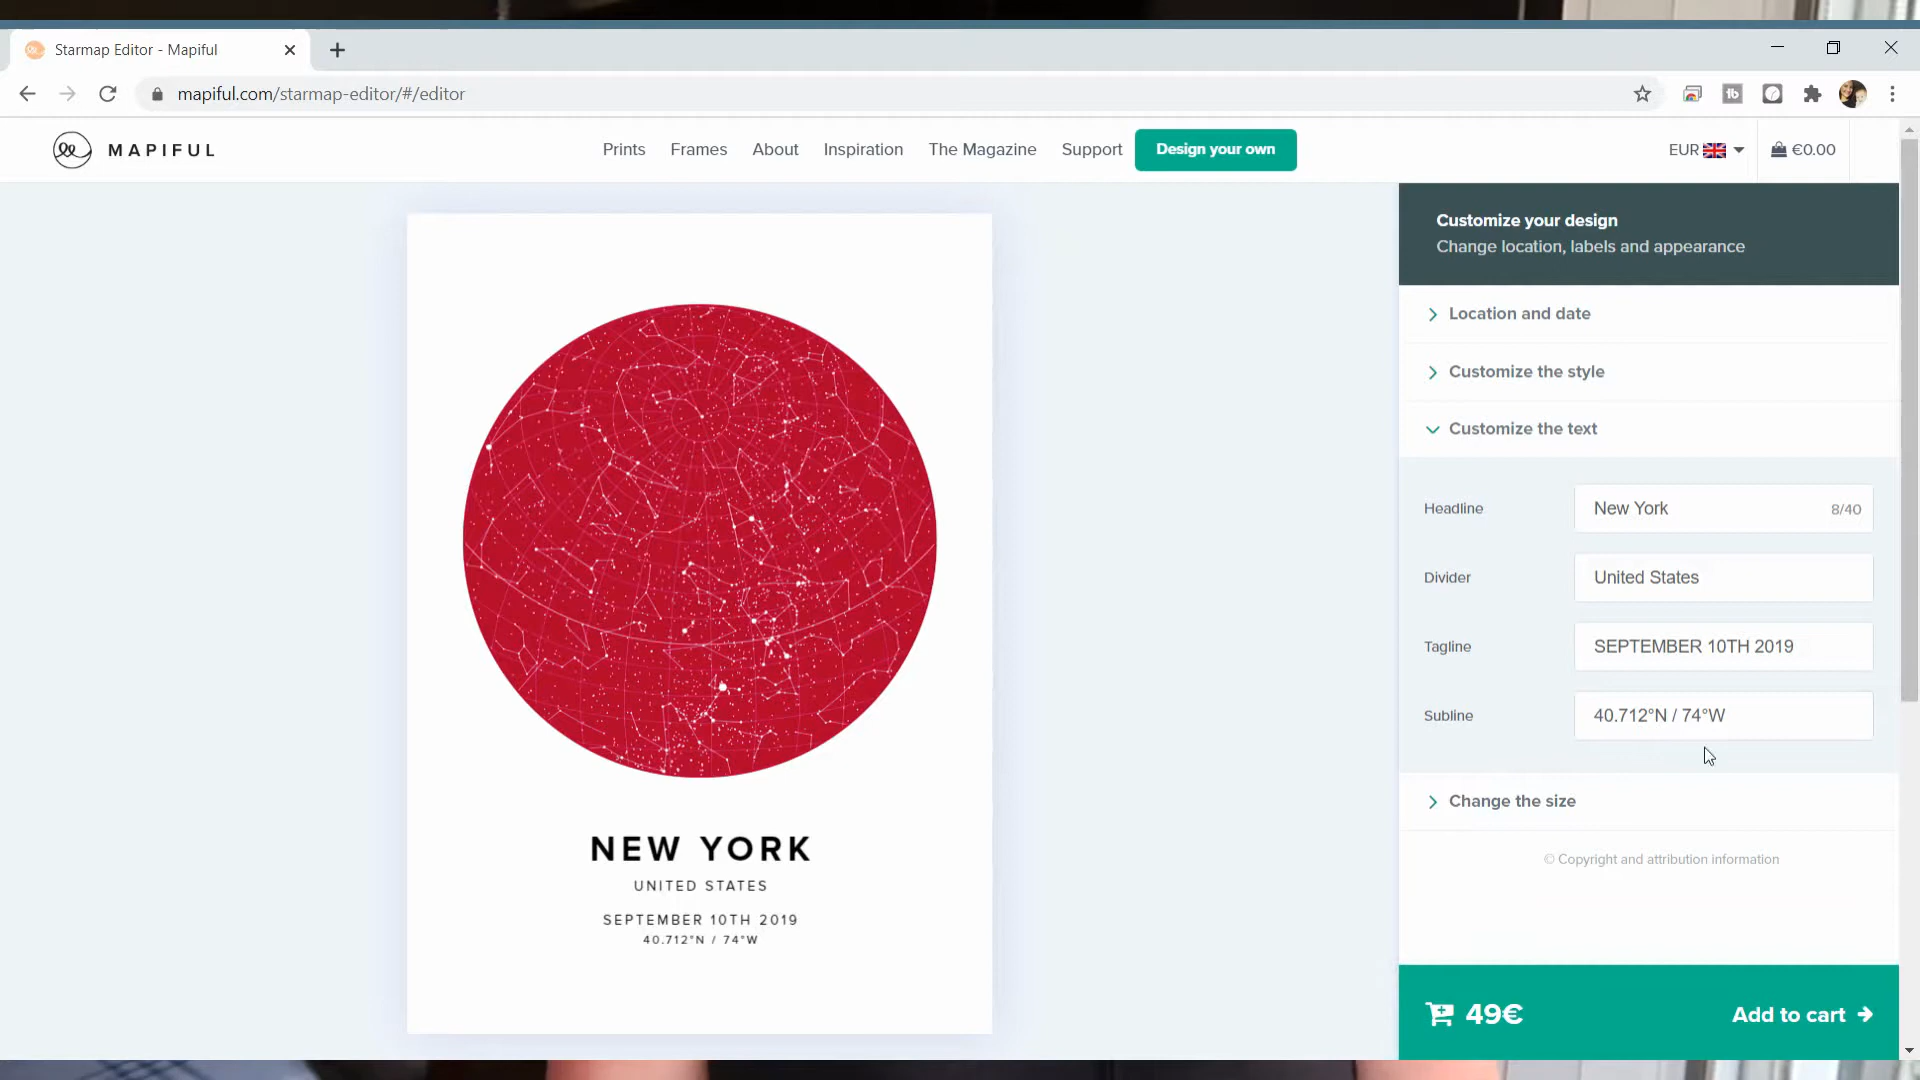 Starmap Editor - Mapiful
mapiful.com/starmap-editor/#/editor
MAPIFUL
Prints
Frames
About
Inspiration
The Magazine
Support
Design your own
EUR
€0.00
Customize your design
Change location, labels and appearance
Location and date
Customize the style
Customize the text
Headline
New York
8/40
Divider
United States
Tagline
SEPTEMBER 10TH 2019
Subline
40.712°N / 74°W
Change the size
© Copyright and attribution information
49€
Add to cart
NEW YORK
UNITED STATES
SEPTEMBER 10TH 2019
40.712°N / 74°W